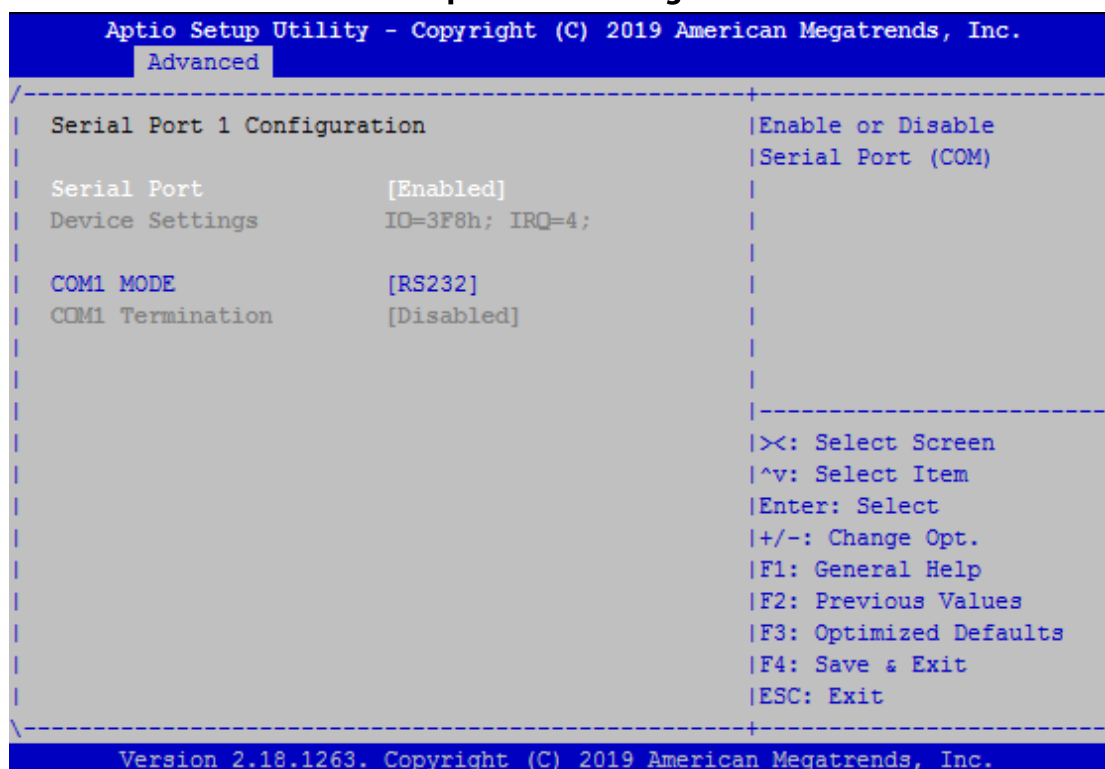 Aptio Setup Utility - Copyright (C) 2019 American Megatrends, Inc.
Advanced
Serial Port 1 Configuration
Serial Port [Enabled]
Device Settings IO=3F8h; IRQ=4;
COM1 MODE [RS232]
COM1 Termination [Disabled]
Enable or Disable
Serial Port (COM)
><: Select Screen
^v: Select Item
Enter: Select
+/-: Change Opt.
F1: General Help
F2: Previous Values
F3: Optimized Defaults
F4: Save & Exit
ESC: Exit
Version 2.18.1263. Copyright (C) 2019 American Megatrends, Inc.